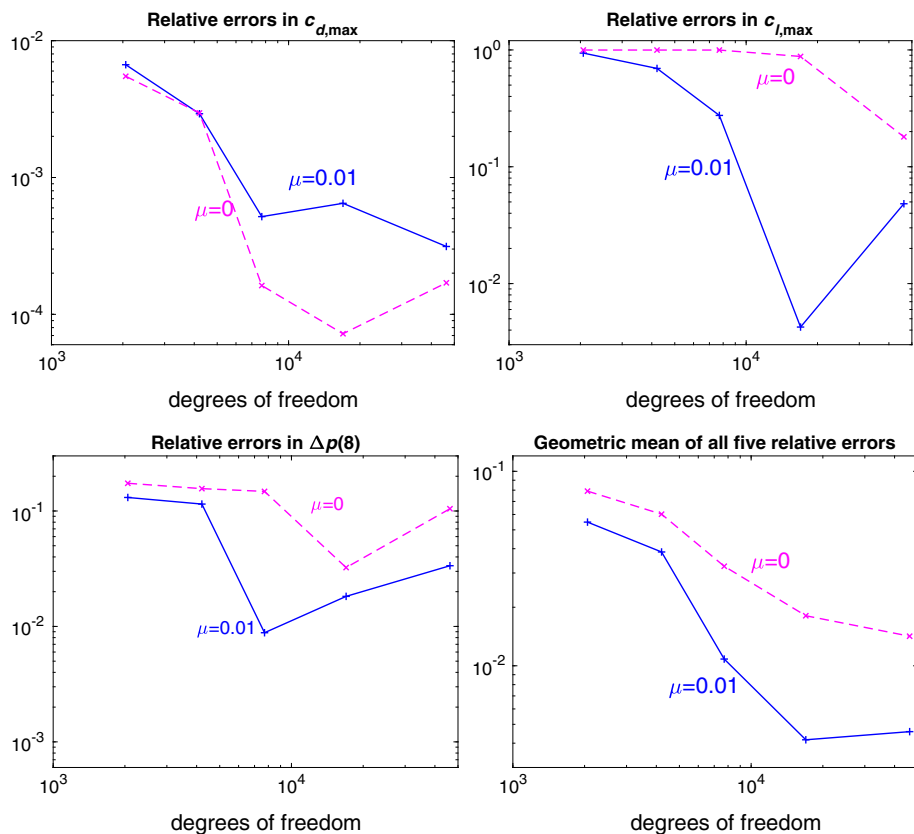 Relative errors in c_{d,max}
10^{-2}
10^{-3}
10^{-4}
μ=0.01
μ=0
10^3
10^4
degrees of freedom
Relative errors in c_{l,max}
10^0
10^{-1}
10^{-2}
μ=0
μ=0.01
10^3
10^4
degrees of freedom
Relative errors in Δp(8)
10^{-1}
10^{-2}
10^{-3}
μ=0
μ=0.01
10^3
10^4
degrees of freedom
Geometric mean of all five relative errors
10^{-1}
10^{-2}
μ=0
μ=0.01
10^3
10^4
degrees of freedom